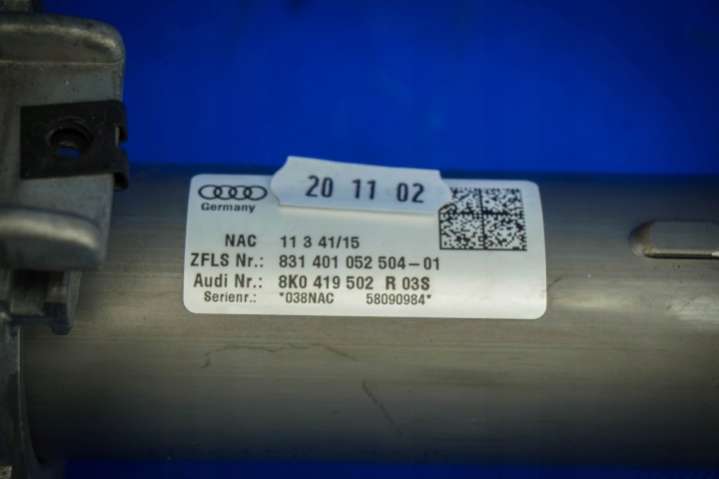 20 11 02
Germany
NAC 11 3 41/15
ZFLS Nr.: 831 401 052 504-01
Audi Nr.: 8K0 419 502 R 03S
Serienr.: *038NAC 58090984*